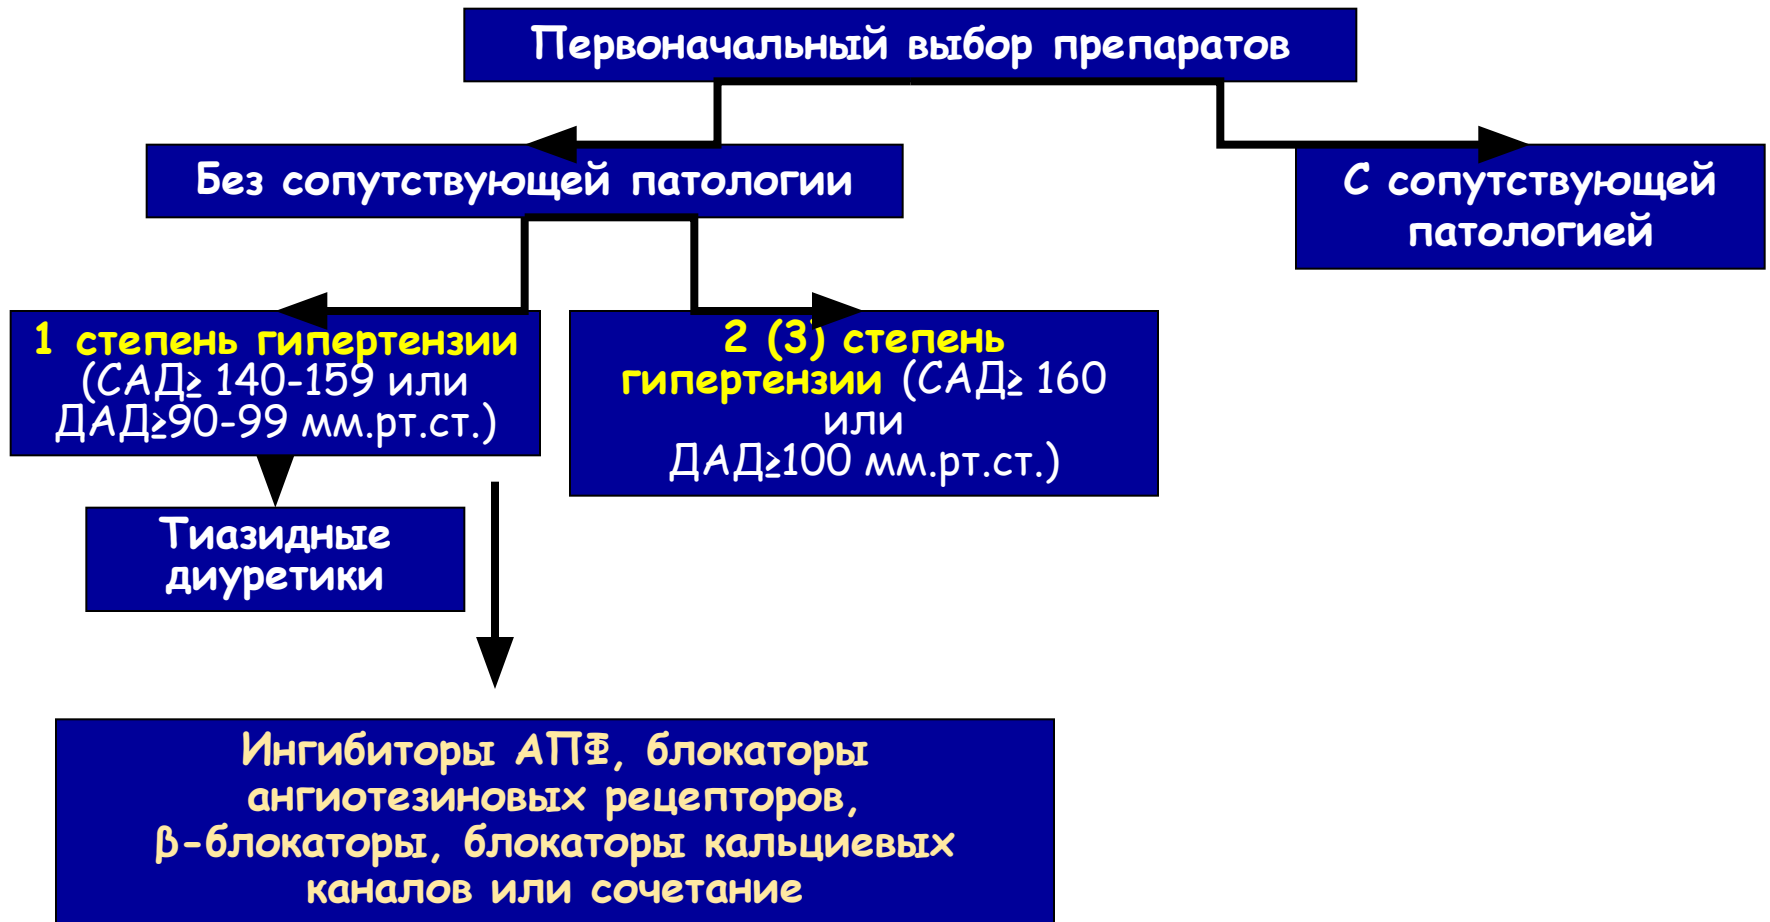 Первоначальный выбор препаратов
Без сопутствующей патологии
С сопутствующей
патологией
1 степень гипертензии
(САД≥ 140-159 или
ДАД≥90-99 мм.рт.ст.)
2 (3) степень
гипертензии (САД≥ 160
или
ДАД≥100 мм.рт.ст.)
Тиазидные
диуретики
Ингибиторы АПФ, блокаторы
ангиотезиновых рецепторов,
β-блокаторы, блокаторы кальциевых
каналов или сочетание